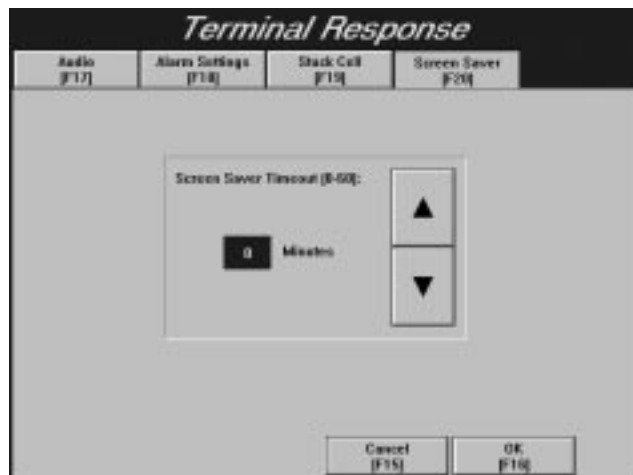 Terminal Response
Audio
[F17]
Alarm Settings
[F18]
Stuck Cell
[F19]
Screen Saver
[F20]
Screen Saver Timeout [0-60]:
0 Minutes
Cancel
[F15]
OK
[F16]